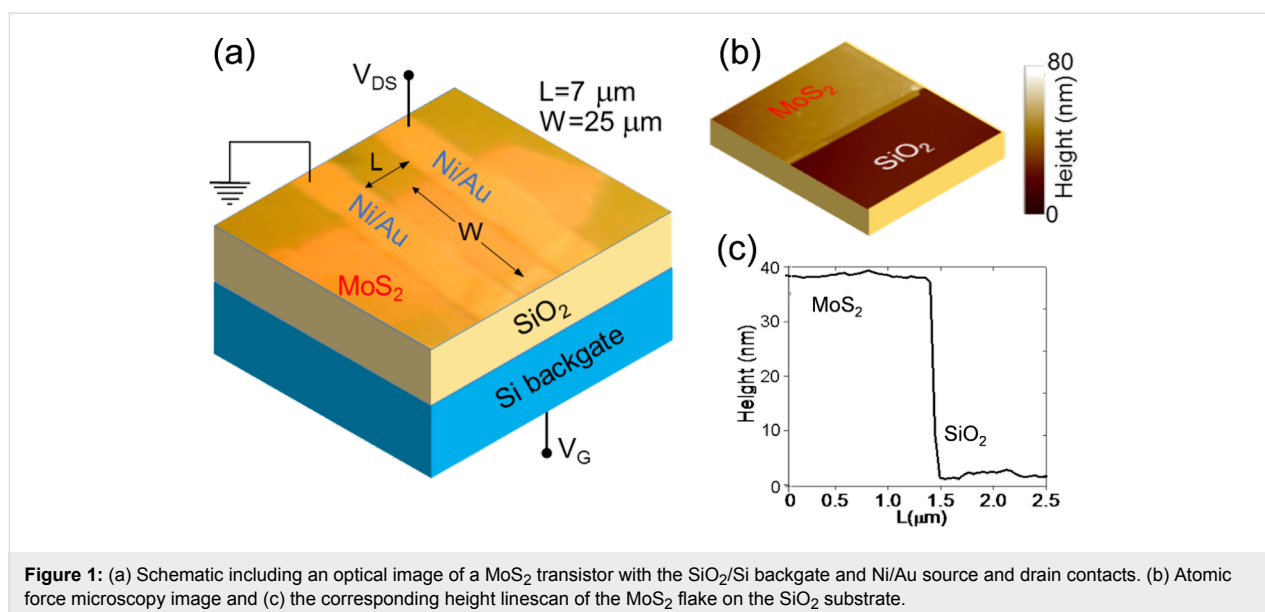 (a)
V_DS
L=7 μm
W=25 μm
L
Ni/Au
Ni/Au
W
MoS₂
SiO₂
Si backgate
V_G
(b)
MoS₂
SiO₂
80
Height (nm)
0
(c)
40
30
20
10
0
Height (nm)
MoS₂
SiO₂
0 0.5 1.0 1.5 2.0 2.5
L(μm)
Figure 1: (a) Schematic including an optical image of a MoS₂ transistor with the SiO₂/Si backgate and Ni/Au source and drain contacts. (b) Atomic
force microscopy image and (c) the corresponding height linescan of the MoS₂ flake on the SiO₂ substrate.